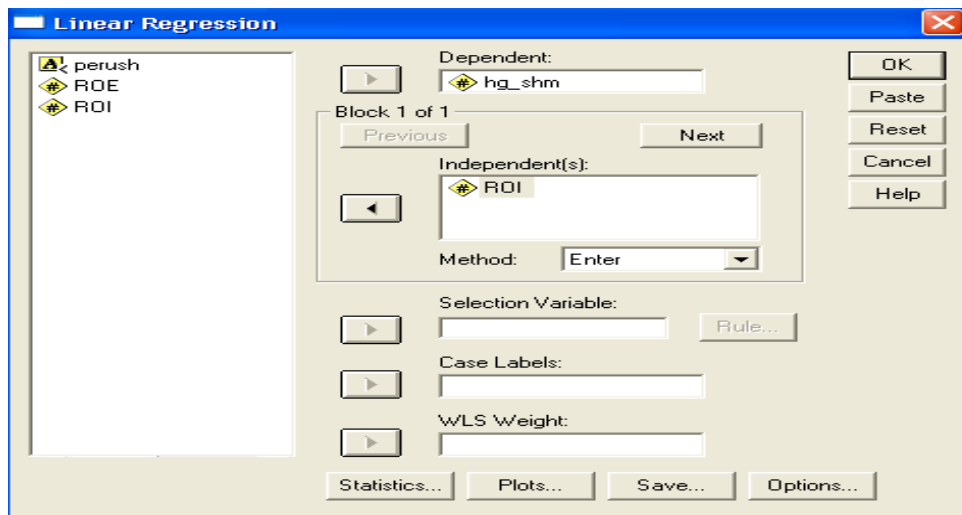 Linear Regression
perush
ROE
ROI
Dependent:
hg_shm
Block 1 of 1
Previous
Next
Independent(s):
ROI
Method:
Enter
Selection Variable:
Rule...
Case Labels:
WLS Weight:
Statistics...
Plots...
Save...
Options...
OK
Paste
Reset
Cancel
Help